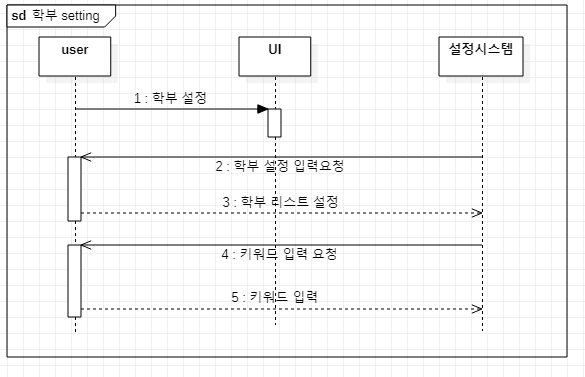 sd 학부 setting
user
UI
설정시스템
1 : 학부 설정
2 : 학부 설정 입력요청
3 : 학부 리스트 설정
4 : 키워드 입력 요청
5 : 키워드 입력